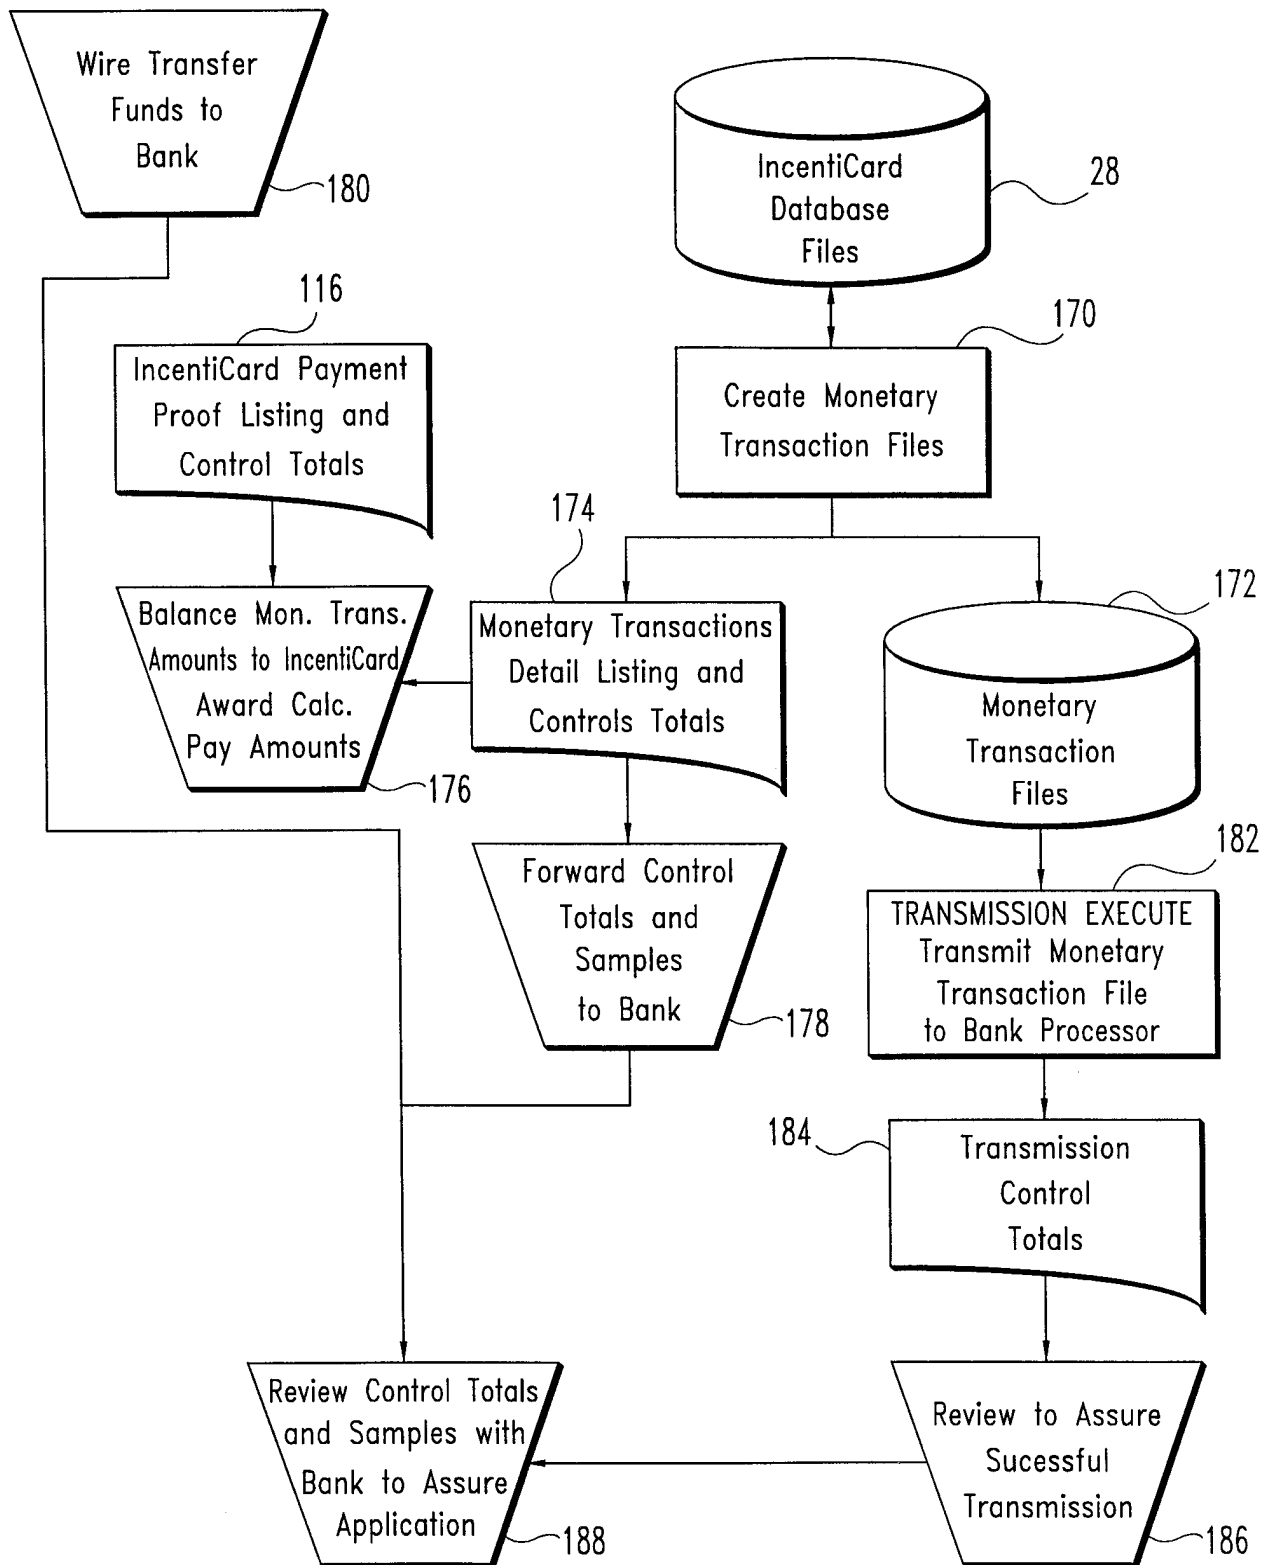 Wire Transfer
Funds to
Bank
180
IncentiCard
Database
Files
28
116
IncentiCard Payment
Proof Listing and
Control Totals
170
Create Monetary
Transaction Files
174
Monetary Transactions
Detail Listing and
Controls Totals
172
Monetary
Transaction
Files
Balance Mon. Trans.
Amounts to IncentiCard
Award Calc.
Pay Amounts
176
Forward Control
Totals and
Samples
to Bank
178
182
TRANSMISSION EXECUTE
Transmit Monetary
Transaction File
to Bank Processor
184
Transmission
Control
Totals
Review Control Totals
and Samples with
Bank to Assure
Application
188
Review to Assure
Sucessful
Transmission
186